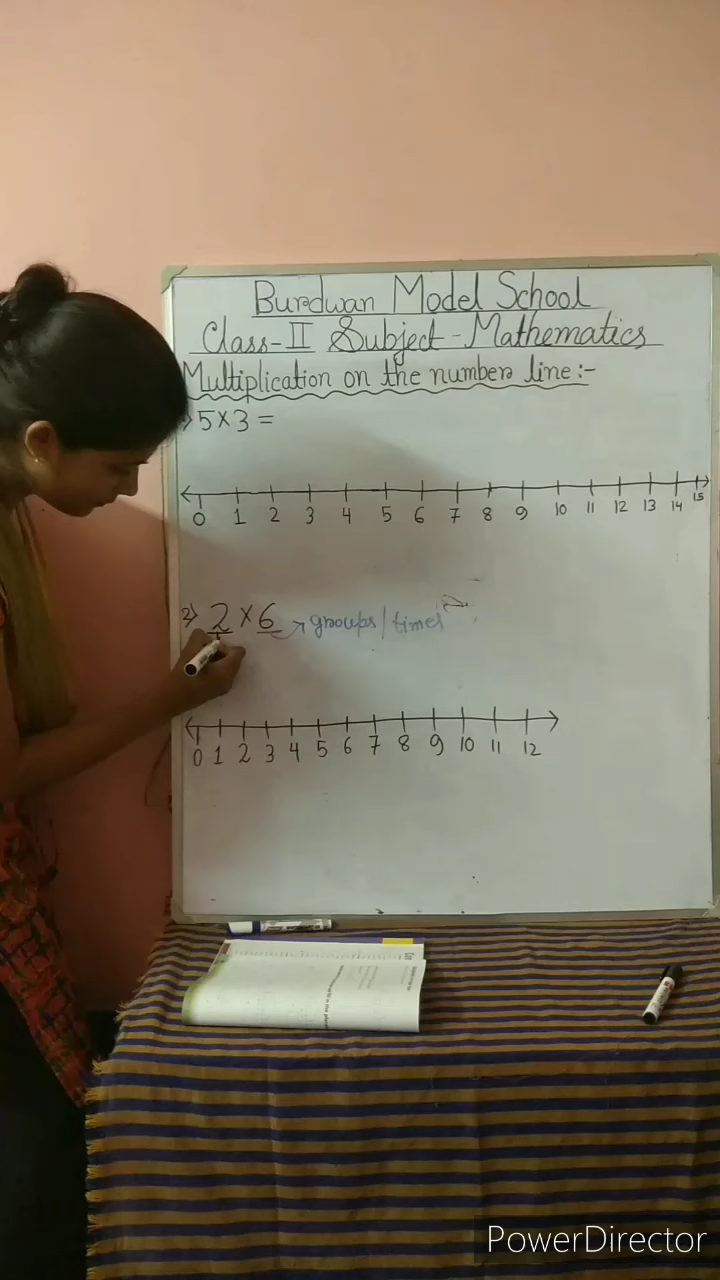 Burdwan Model School
Class-II Subject-Mathematics
Multiplication on the number line:-
5×3=
0 1 2 3 4 5 6 7 8 9 10 11 12 13 14 15
2) 2×6 → groups/times
0 1 2 3 4 5 6 7 8 9 10 11 12
PowerDirector